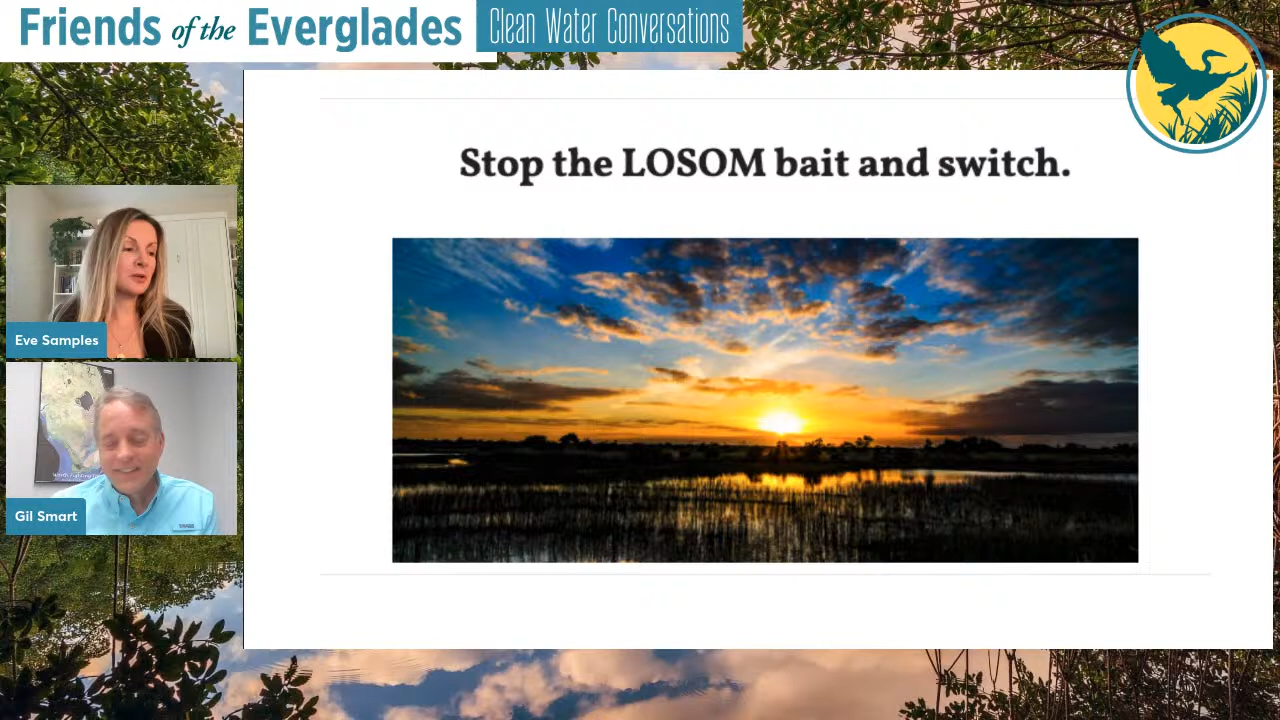 Friends of the Everglades
Clean Water Conversations
Stop the LOSOM bait and switch.
Eve Samples
Gil Smart